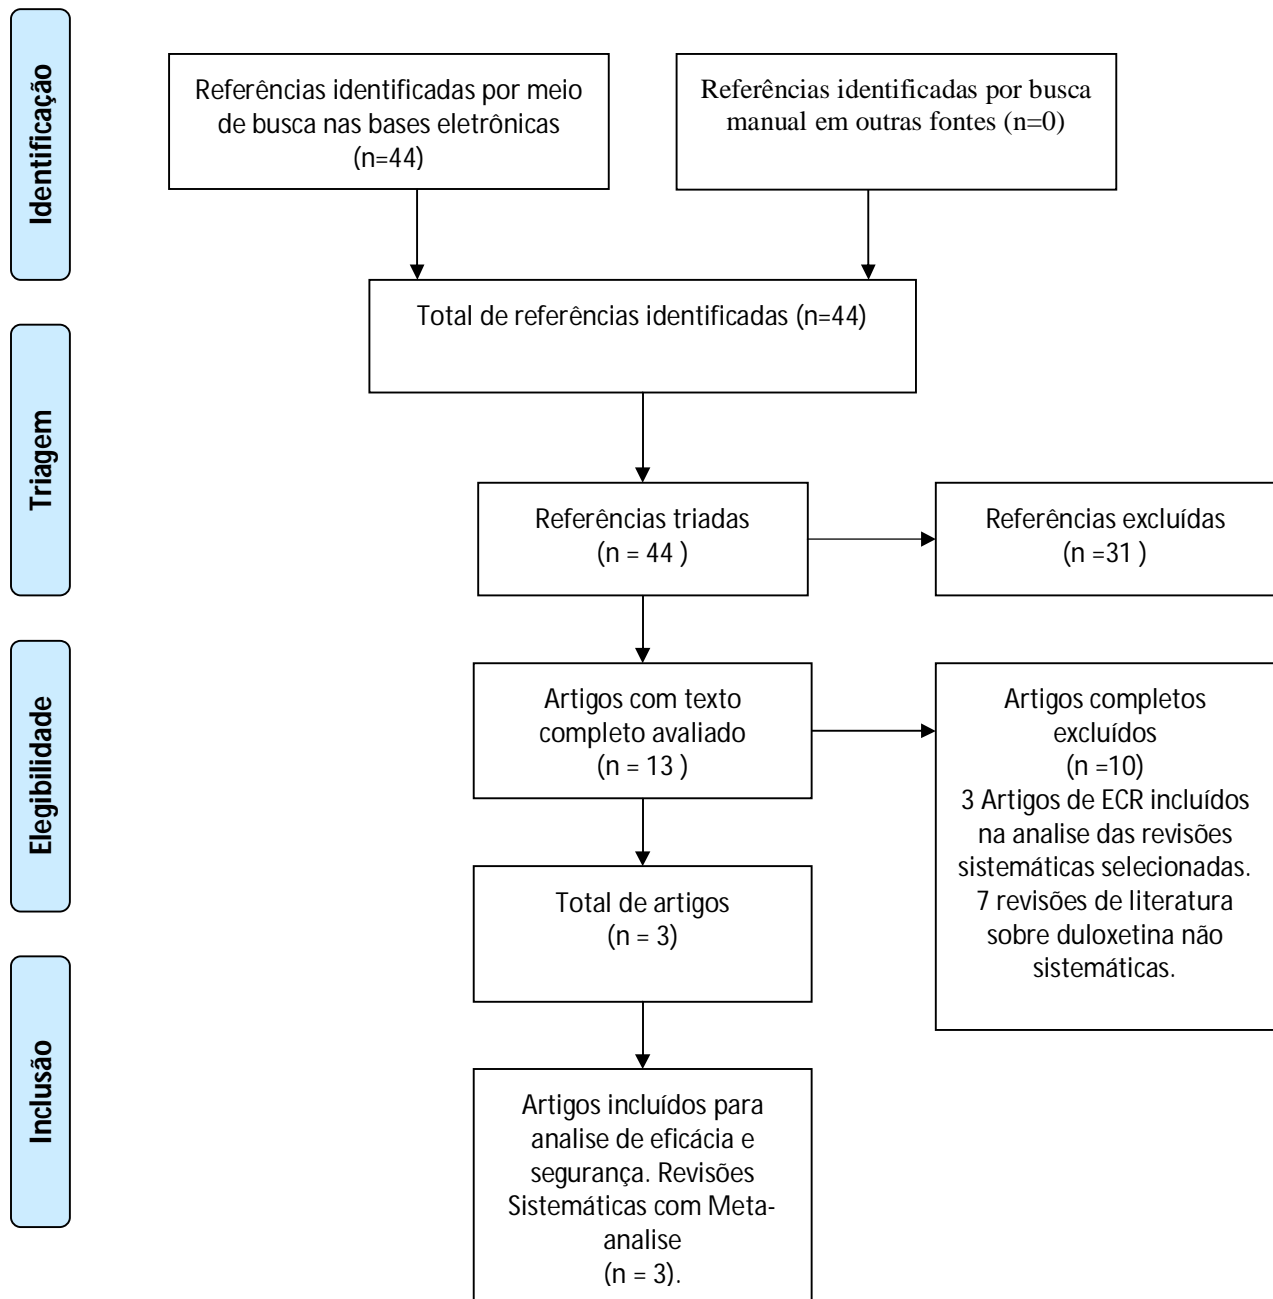 Identificação
Referências identificadas por meio
de busca nas bases eletrônicas
(n=44)
Referências identificadas por busca
manual em outras fontes (n=0)
Total de referências identificadas (n=44)
Triagem
Referências triadas
(n = 44 )
Referências excluídas
(n =31 )
Elegibilidade
Artigos com texto
completo avaliado
(n = 13 )
Artigos completos
excluídos
(n =10)
3 Artigos de ECR incluídos
na analise das revisões
sistemáticas selecionadas.
7 revisões de literatura
sobre duloxetina não
sistemáticas.
Total de artigos
(n = 3)
Inclusão
Artigos incluídos para
analise de eficácia e
segurança. Revisões
Sistemáticas com Meta-
analise
(n = 3).